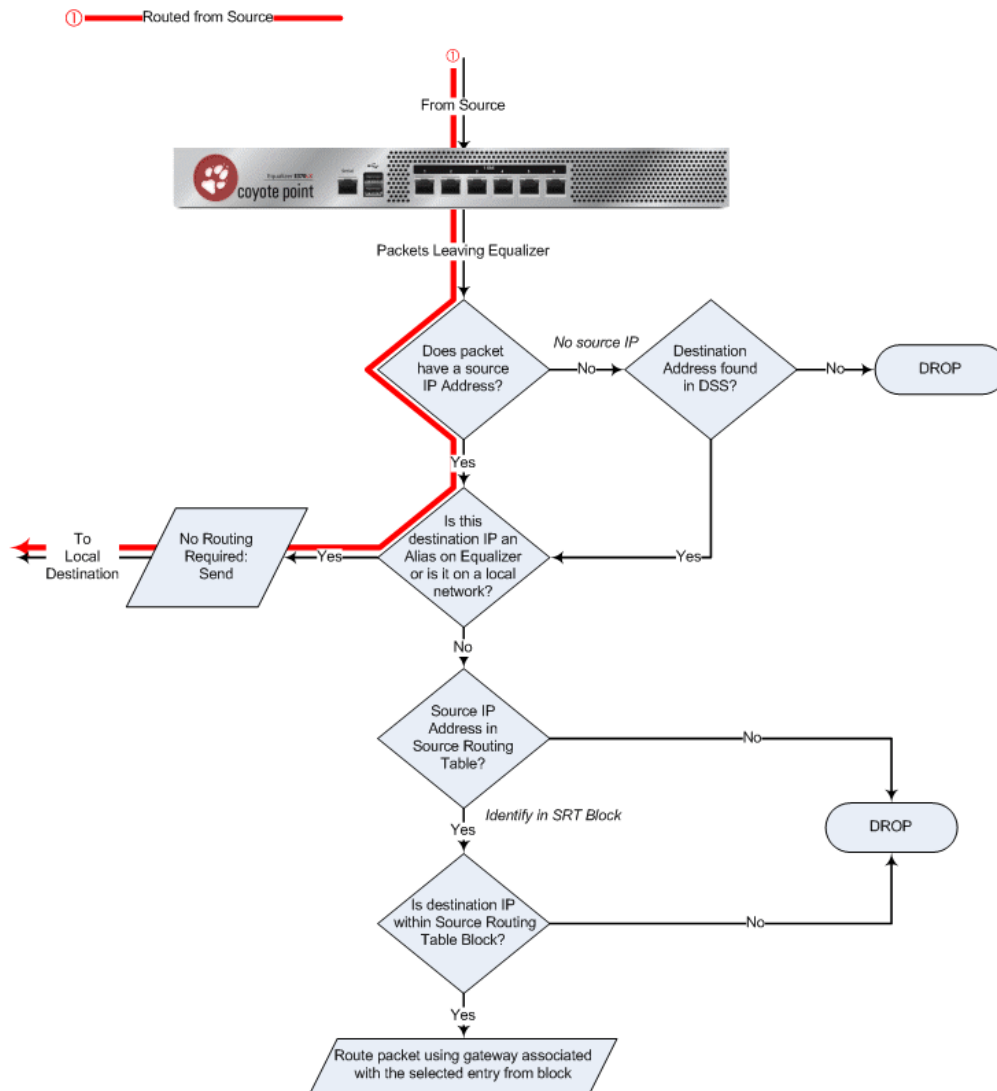 ① Routed from Source
①
From Source
coyote point
Packets Leaving Equalizer
Does packet
have a source
IP Address?
No source IP
No
Destination
Address found
in DSS?
No
DROP
Yes
Yes
Is this
destination IP an
Alias on Equalizer
or is it on a local
network?
Yes
No Routing
Required:
Send
To
Local
Destination
No
Source IP
Address in
Source Routing
Table?
No
Identify in SRT Block
Yes
DROP
Is destination IP
within Source Routing
Table Block?
No
Yes
Route packet using gateway associated
with the selected entry from block